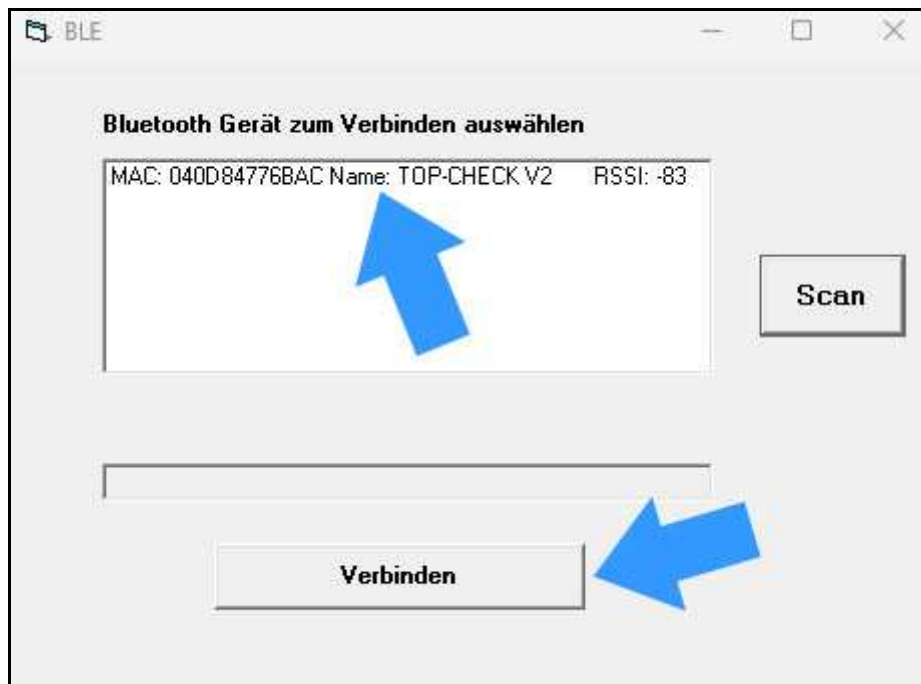 BLE
Bluetooth Gerät zum Verbinden auswählen
MAC: 040D84776BAC Name: TOP-CHECK V2 RSSI: -83
Scan
Verbinden